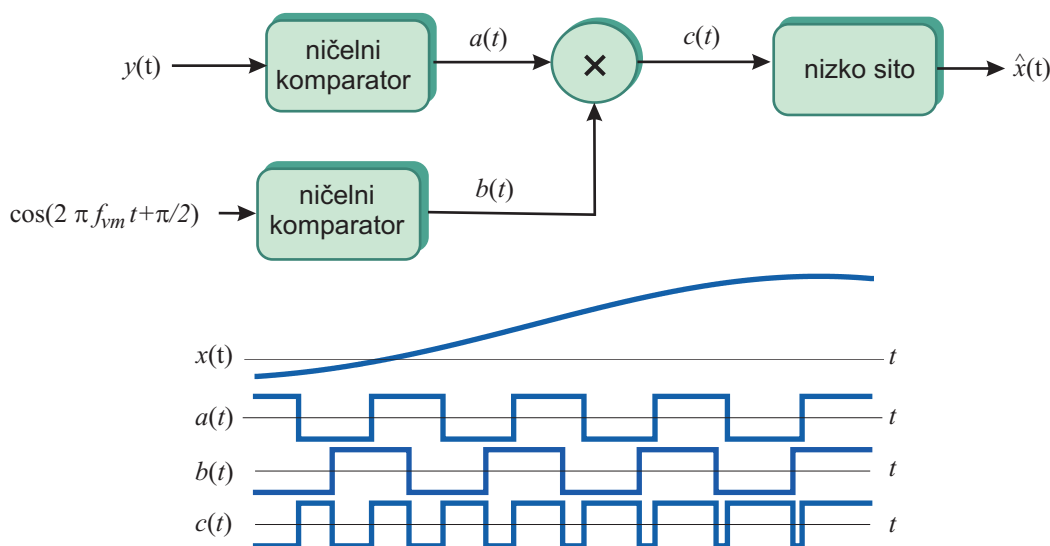 y(t)
ničelni
komparator
a(t)
×
c(t)
nizko sito
x̂(t)
cos(2 π f_vm t+π/2)
ničelni
komparator
b(t)
x(t)
t
a(t)
t
b(t)
t
c(t)
t